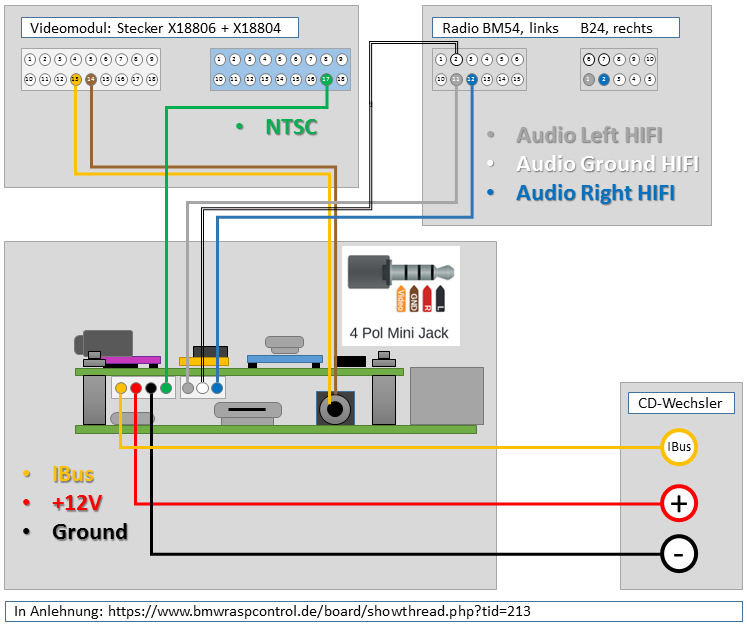 Videomodul: Stecker X18806 + X18804
Radio BM54, links B24, rechts
1 2 3 4 5 6 7 8 9
10 11 12 13 14 15 16 17 18
1 2 3 4 5 6 7 8 9
10 11 12 13 14 15 16 17 18
1 2 3 4 5 6
10 11 12 13 14 15
6 7 8 9 10
1 2 3 4 5
• NTSC
• Audio Left HIFI
• Audio Ground HIFI
• Audio Right HIFI
Video GND R L
4 Pol Mini Jack
CD-Wechsler
IBus
+
-
• IBus
• +12V
• Ground
In Anlehnung: https://www.bmwraspcontrol.de/board/showthread.php?tid=213